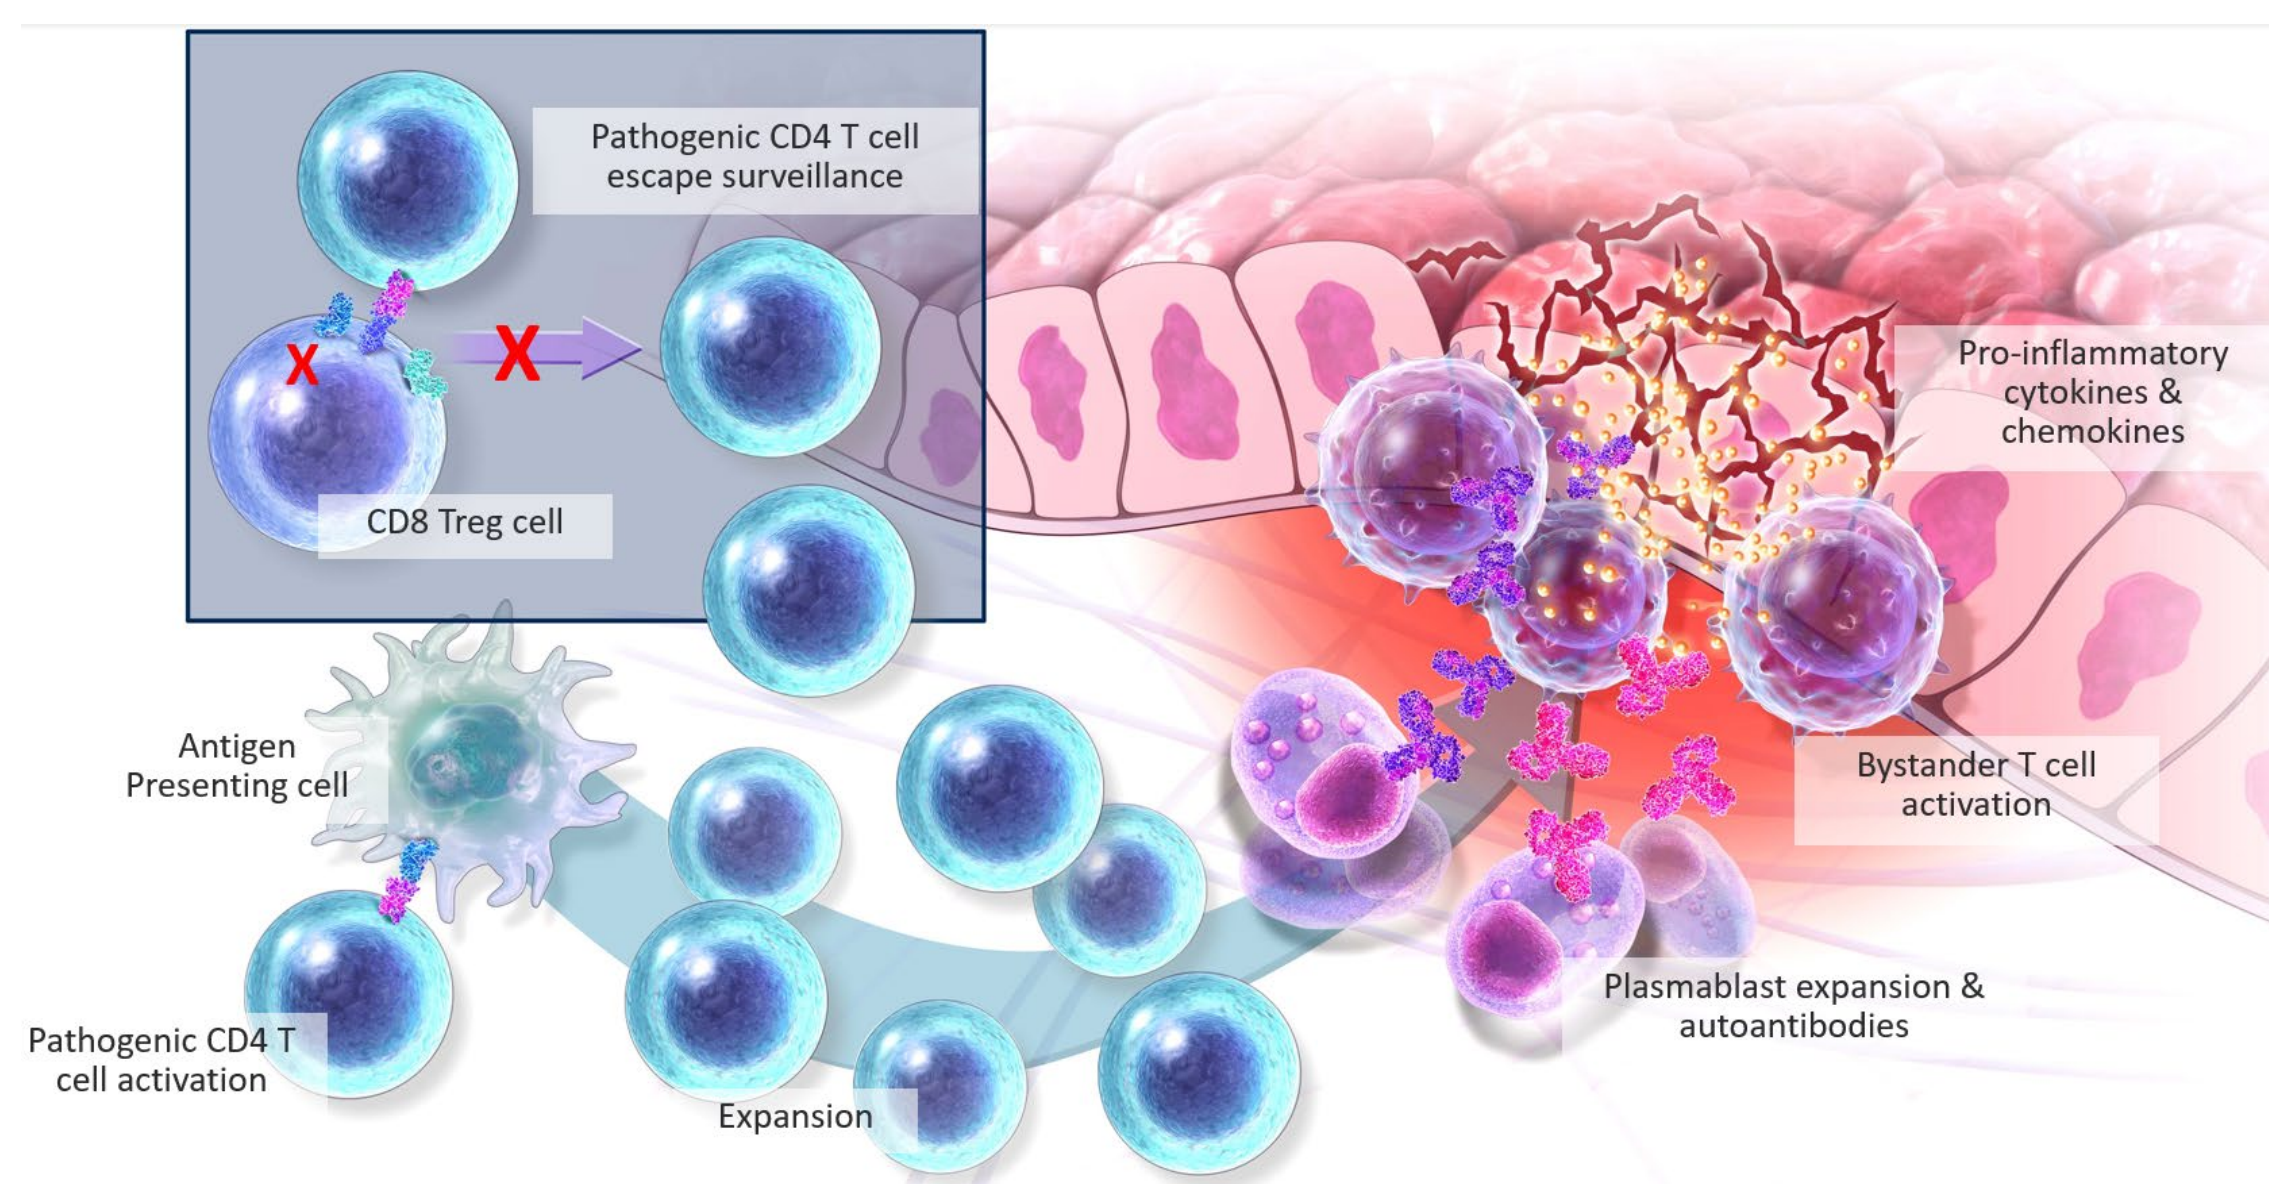 Pathogenic CD4 T cell
escape surveillance
X
X
CD8 Treg cell
Pro-inflammatory
cytokines &
chemokines
Antigen
Presenting cell
Bystander T cell
activation
Pathogenic CD4 T
cell activation
Plasmablast expansion &
autoantibodies
Expansion